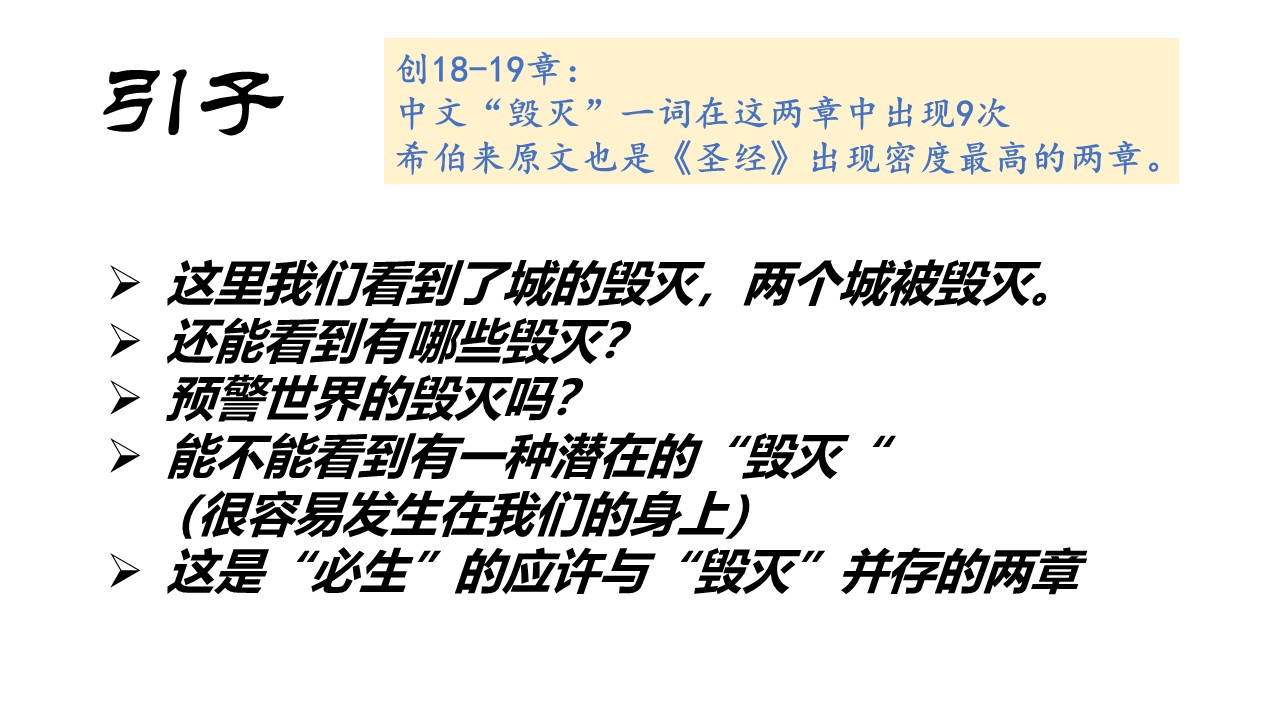 引子
创18-19章：
中文“毁灭”一词在这两章中出现9次
希伯来原文也是《圣经》出现密度最高的两章。
➢ 这里我们看到了城的毁灭，两个城被毁灭。
➢ 还能看到有哪些毁灭？
➢ 预警世界的毁灭吗？
➢ 能不能看到有一种潜在的“毁灭“
（很容易发生在我们的身上）
➢ 这是“必生”的应许与“毁灭”并存的两章